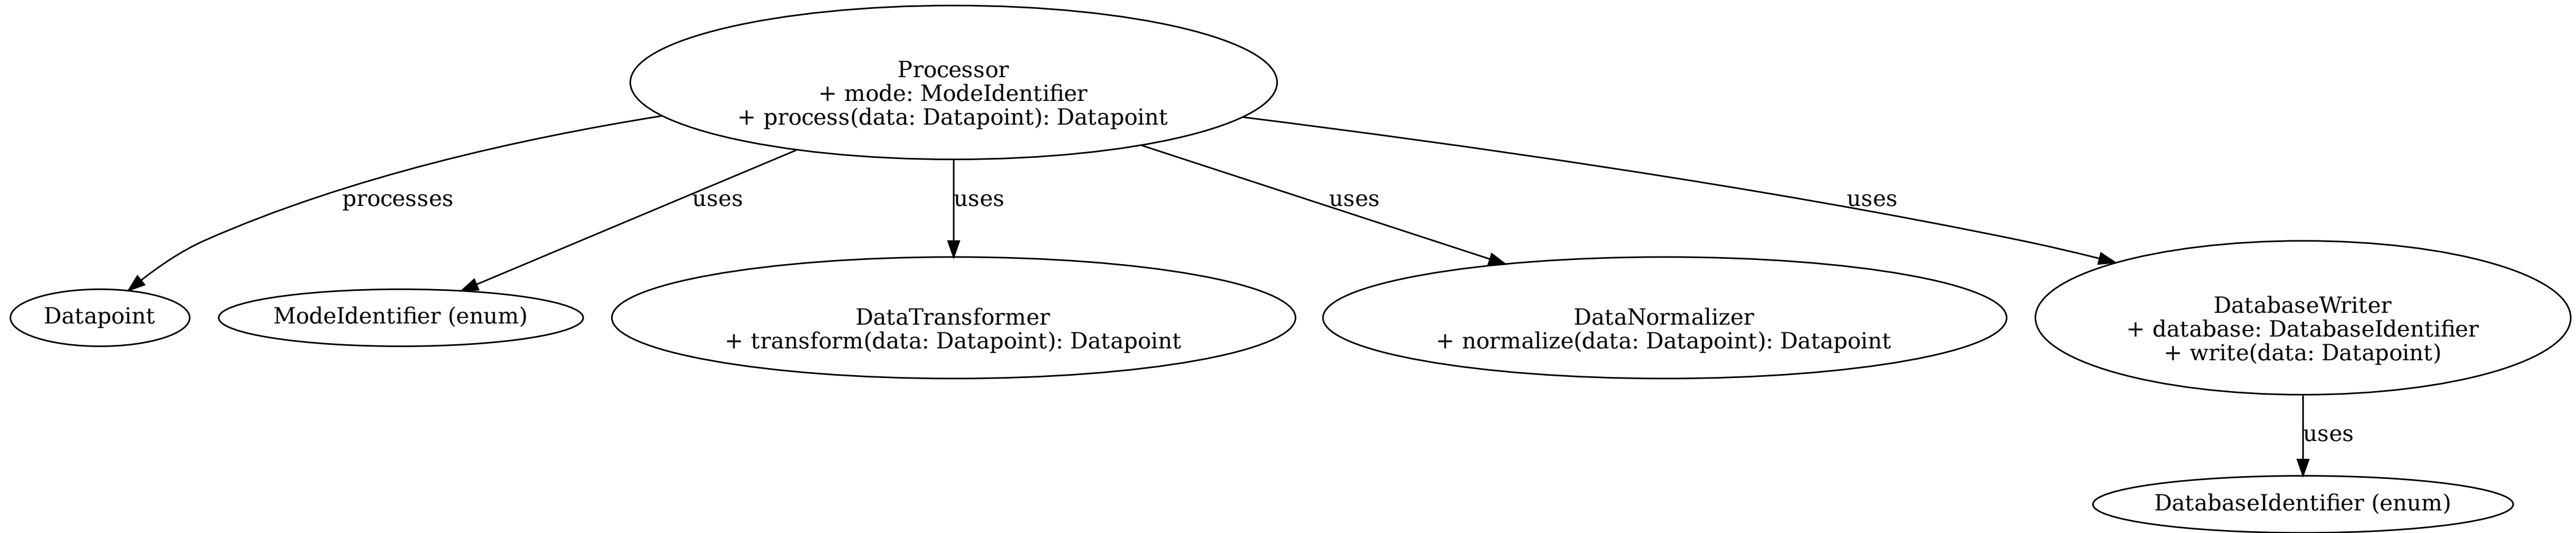 Processor
+ mode: ModeIdentifier
+ process(data: Datapoint): Datapoint
processes
uses
uses
uses
uses
Datapoint
ModeIdentifier (enum)
DataTransformer
+ transform(data: Datapoint): Datapoint
DataNormalizer
+ normalize(data: Datapoint): Datapoint
DatabaseWriter
+ database: DatabaseIdentifier
+ write(data: Datapoint)
uses
DatabaseIdentifier (enum)